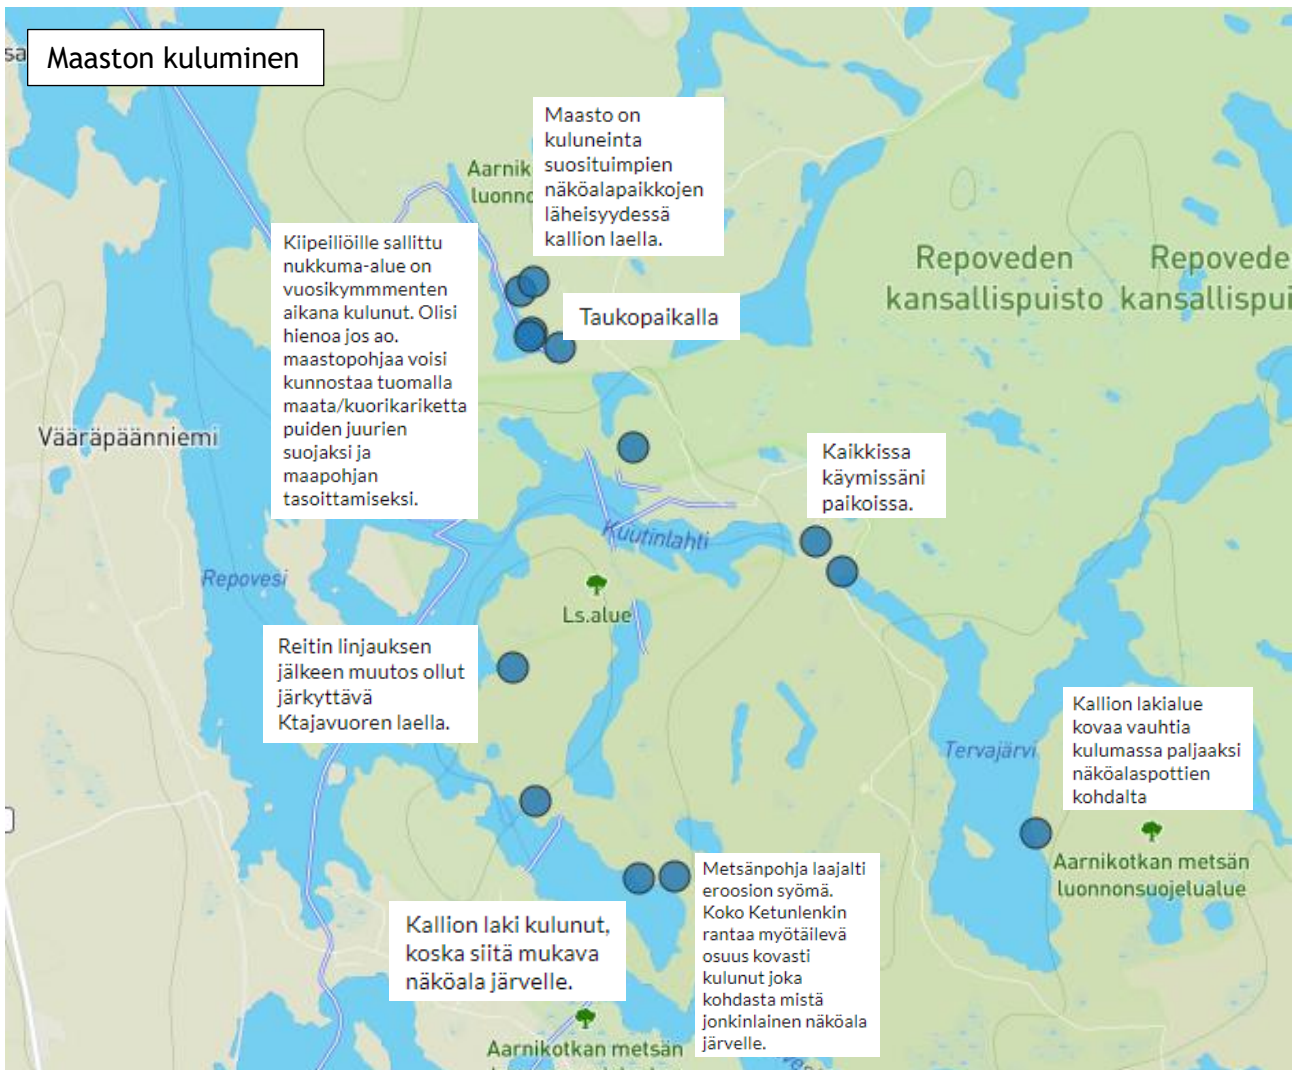 sa
Maaston kuluminen
Maasto on
kuluneinta
suosituimpien
näköalapaikkojen
läheisyydessä
kallion laella.
Aarnik
luonno
Kiipeiliöille sallittu
nukkuma-alue on
vuosikymmmenten
aikana kulunut. Olisi
hienoa jos ao.
maastopohjaa voisi
kunnostaa tuomalla
maata/kuorikariketta
puiden juurien
suojaksi ja
maapohjan
tasoittamiseksi.
Repoveden
kansallispuisto
Repovede
kansallispui
Taukopaikalla
Vääräpäänniemi
Kaikkissa
käymissäni
paikoissa.
Kuutinlahti
Repovesi
Ls.alue
Reitin linjauksen
jälkeen muutos ollut
järkyttävä
Ktajavuoren laella.
Kallion lakialue
kovaa vauhtia
kulumassa paljaaksi
näköalaspottien
kohdalta
Tervajärvi
Aarnikotkan metsän
luonnonsuojelualue
Metsänpohja laajalti
eroosion syömä.
Koko Ketunlenkin
rantaa myötäilevä
osuus kovasti
kulunut joka
kohdasta mistä
jonkinlainen näköala
järvelle.
Kallion laki kulunut,
koska siitä mukava
näköala järvelle.
Aarnikotkan metsän